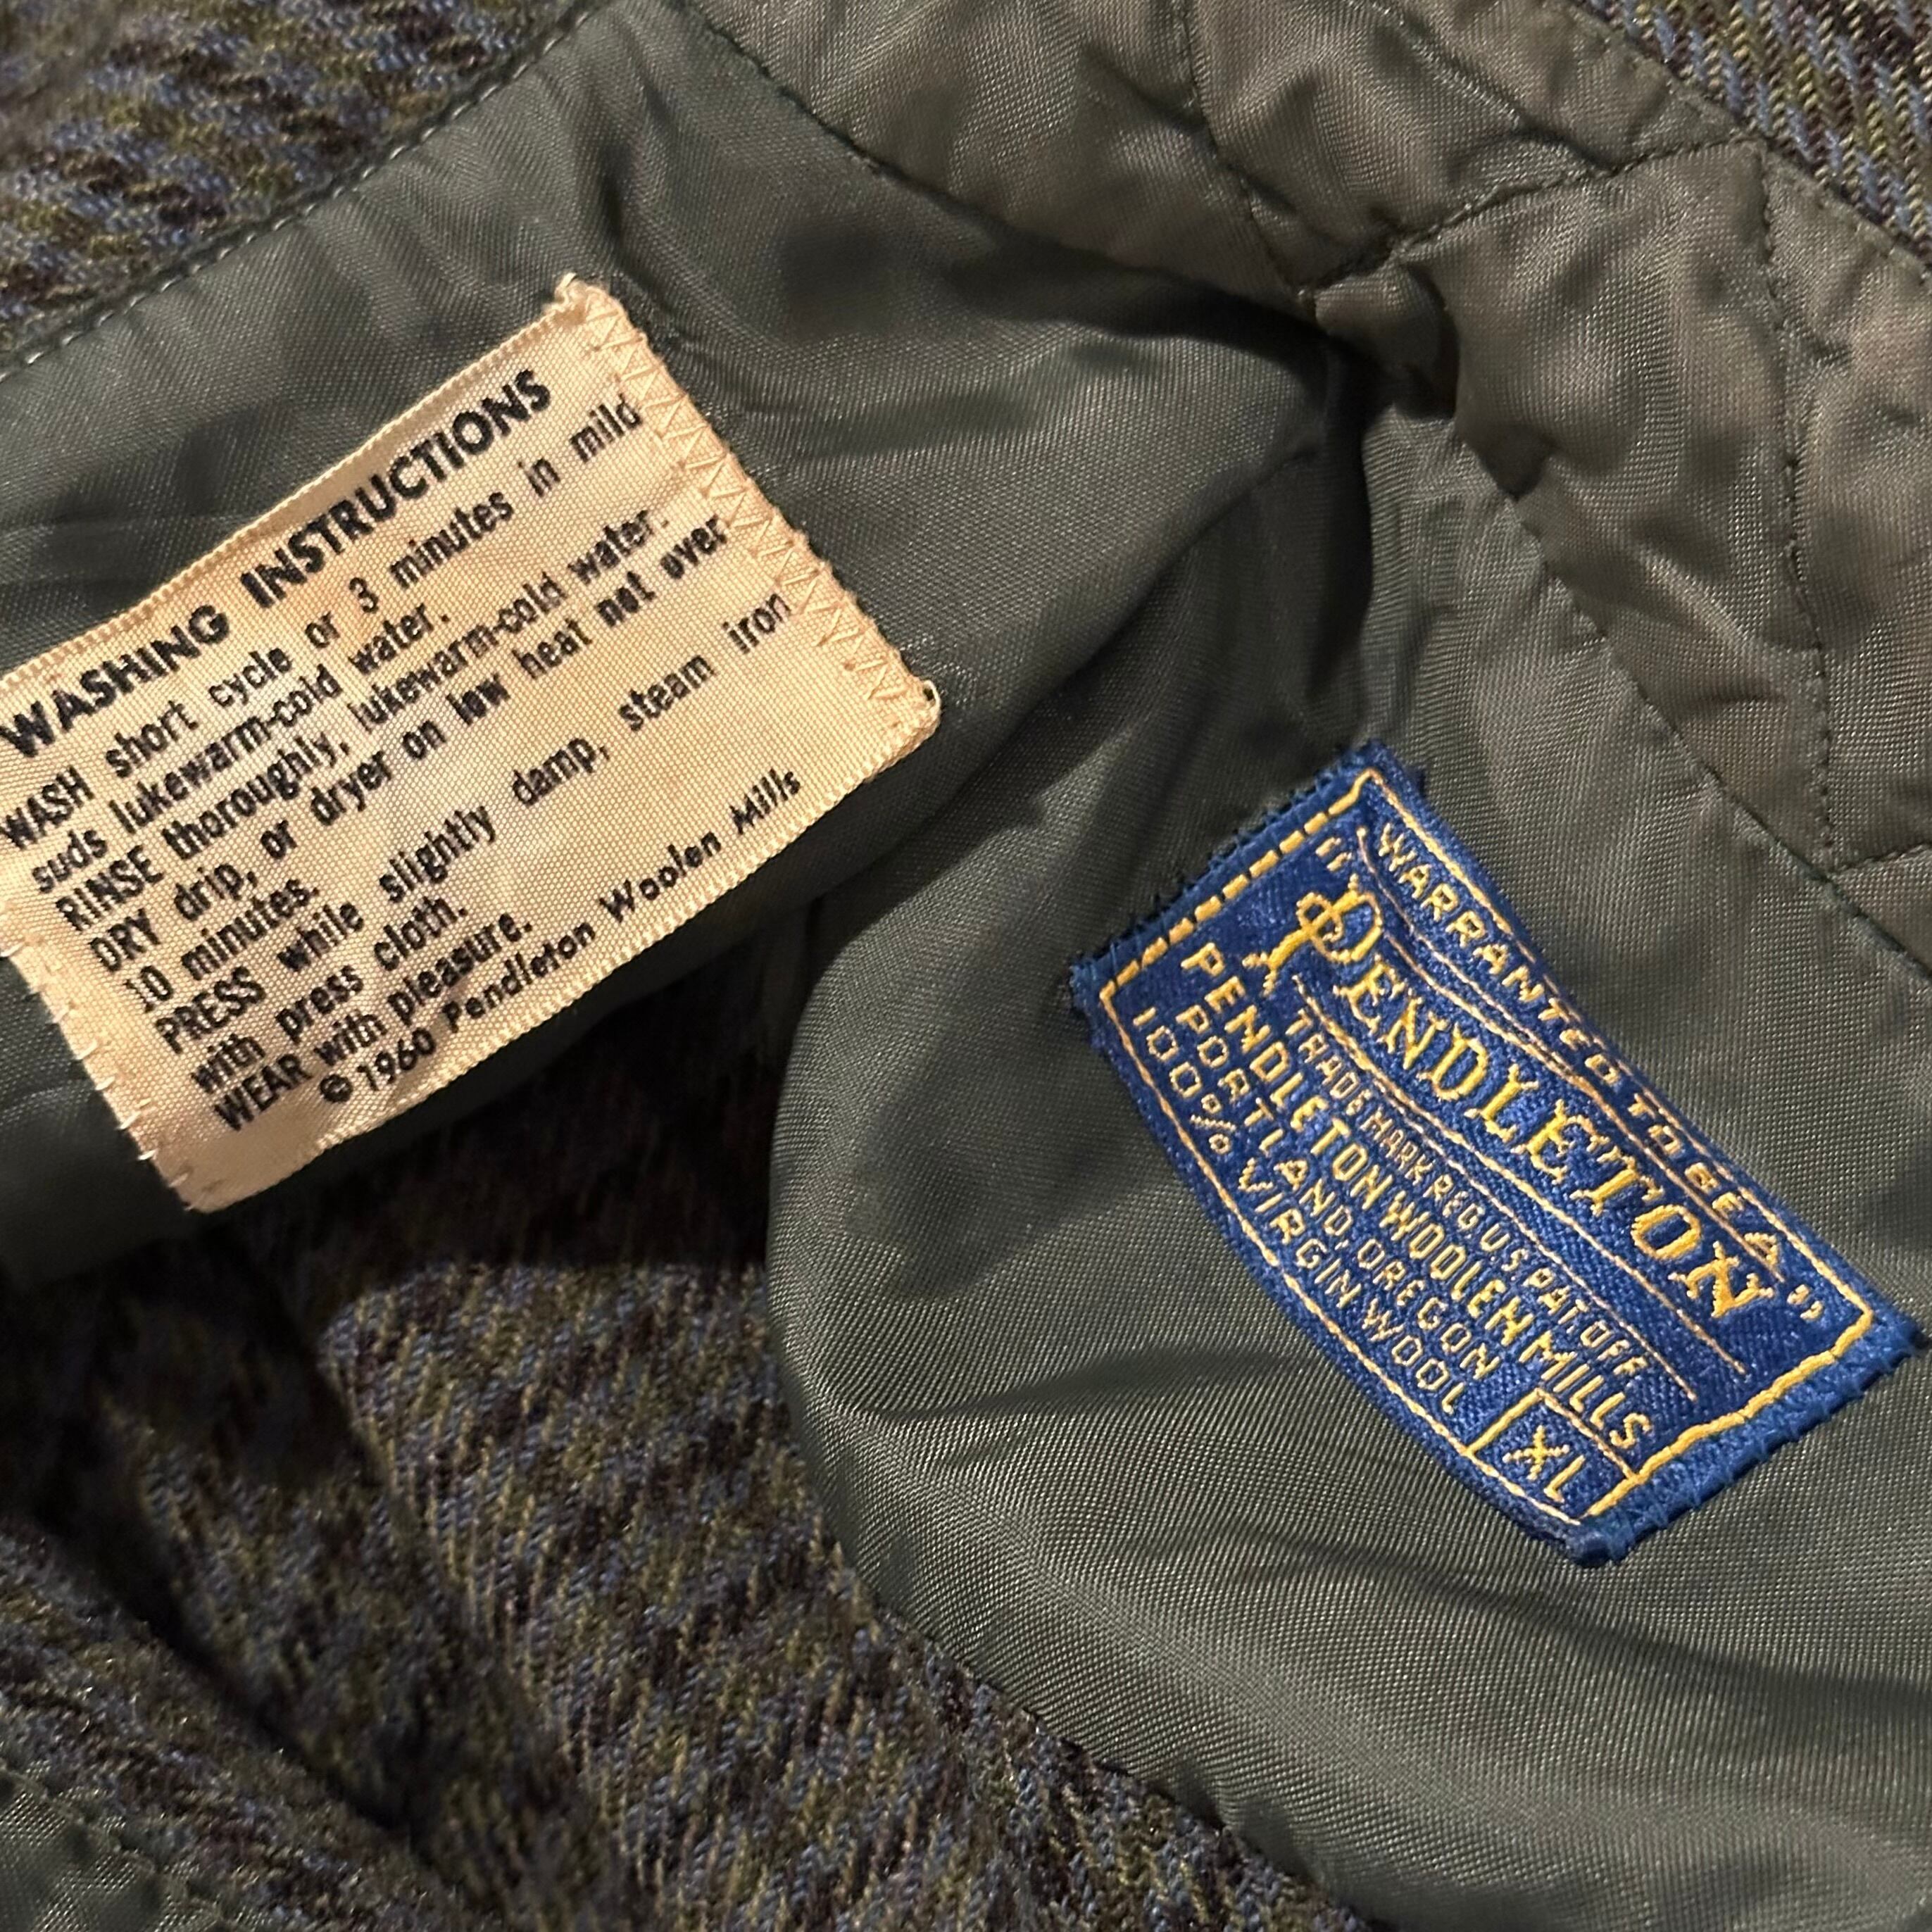 WASHING INSTRUCTIONS
WASH short cycle or 3 minutes in mild
suds lukewarm-cold water.
RINSE thoroughly, lukewarm-cold water.
DRY drip, or dryer on low heat not over
10 minutes.
PRESS while slightly damp, steam iron
with press cloth.
WEAR with pleasure.
© 1960 Pendleton Woolen Mills
WARRANTED TO BE A
"PENDLETON"
TRADEMARK REG U S PAT. OFF.
PENDLETON WOOLEN MILLS
PORTLAND, OREGON
100% VIRGIN WOOL
XL